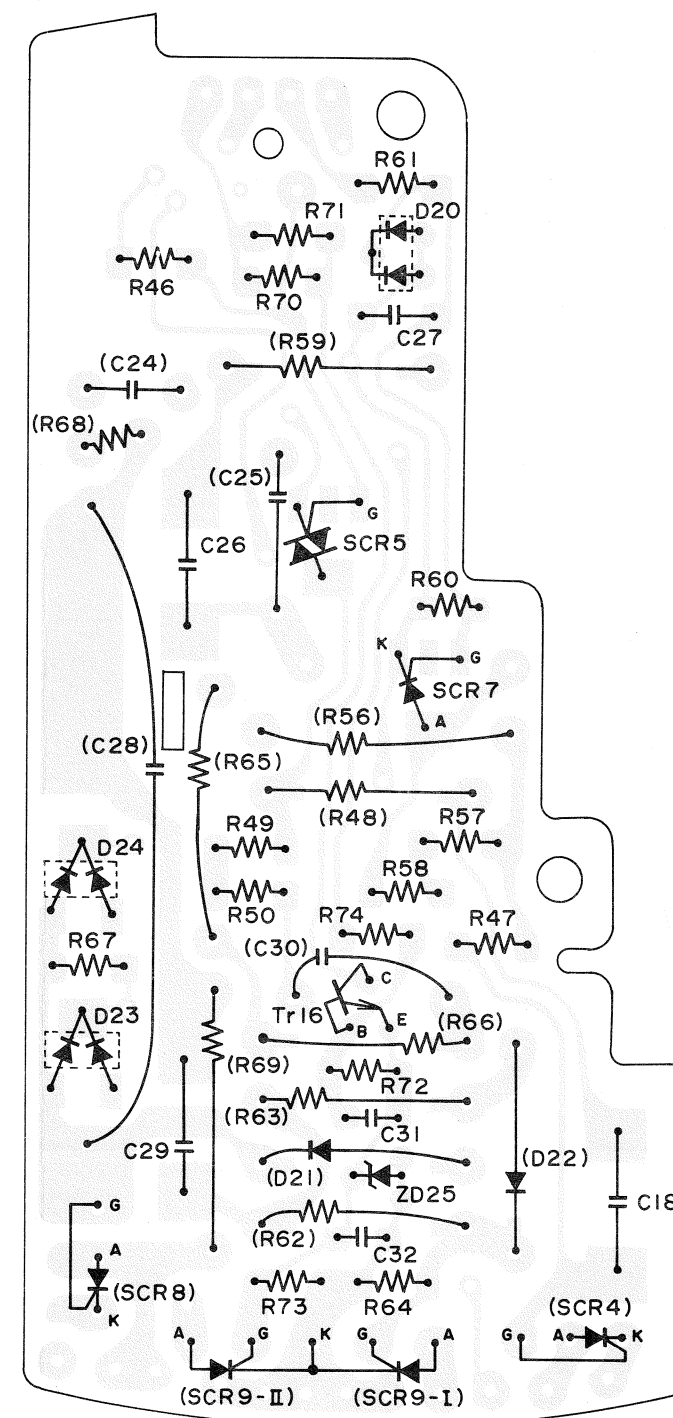 R61
R71
D20
R46
R70
C27
(R59)
(C24)
(R68)
(C25)
G
C26
SCR5
R60
K
G
SCR7
A
(R56)
(C28)
(R65)
(R48)
R49
R57
D24
R58
R50
R74
R47
R67
(C30)
C
Tr16
B
E
D23
(R66)
(R69)
R72
(R63)
C31
C29
(D21)
(D22)
ZD25
G
C18
(R62)
A
C32
(SCR8)
K
R73
R64
(SCR4)
A
G
K
G
A
G
A
K
(SCR9-II)
(SCR9-I)